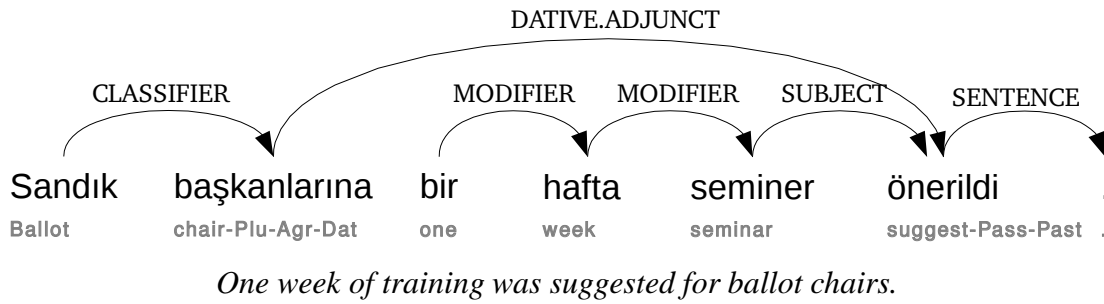 DATIVE.ADJUNCT
CLASSIFIER MODIFIER MODIFIER SUBJECT SENTENCE
Sandık başkanlarına bir hafta seminer önerildi .
Ballot chair-Plu-Agr-Dat one week seminar suggest-Pass-Past .
One week of training was suggested for ballot chairs.